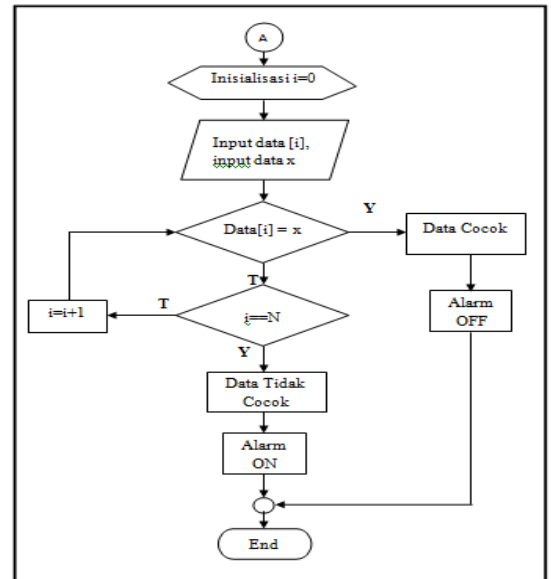 A
Inisialisasi i=0
Input data [i],
input data x
Data[i] = x
Y
Data Cocok
T
i==N
T
i=i+1
Alarm
OFF
Y
Data Tidak
Cocok
Alarm
ON
End